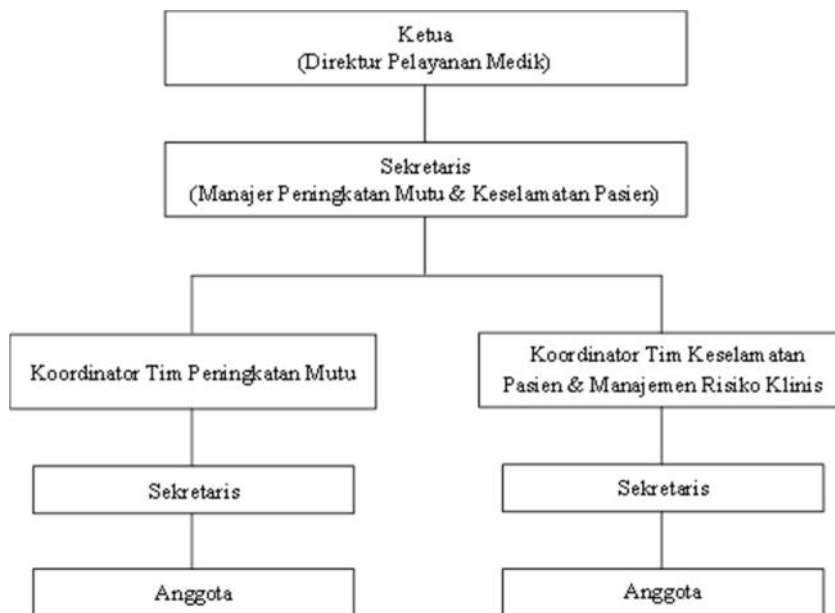 Ketua
(Direktur Pelayanan Medik)
Sekretaris
(Manajer Peningkatan Mutu & Keselamatan Pasien)
Koordinator Tim Peningkatan Mutu
Koordinator Tim Keselamatan
Pasien & Manajemen Risiko Klinis
Sekretaris
Sekretaris
Anggota
Anggota